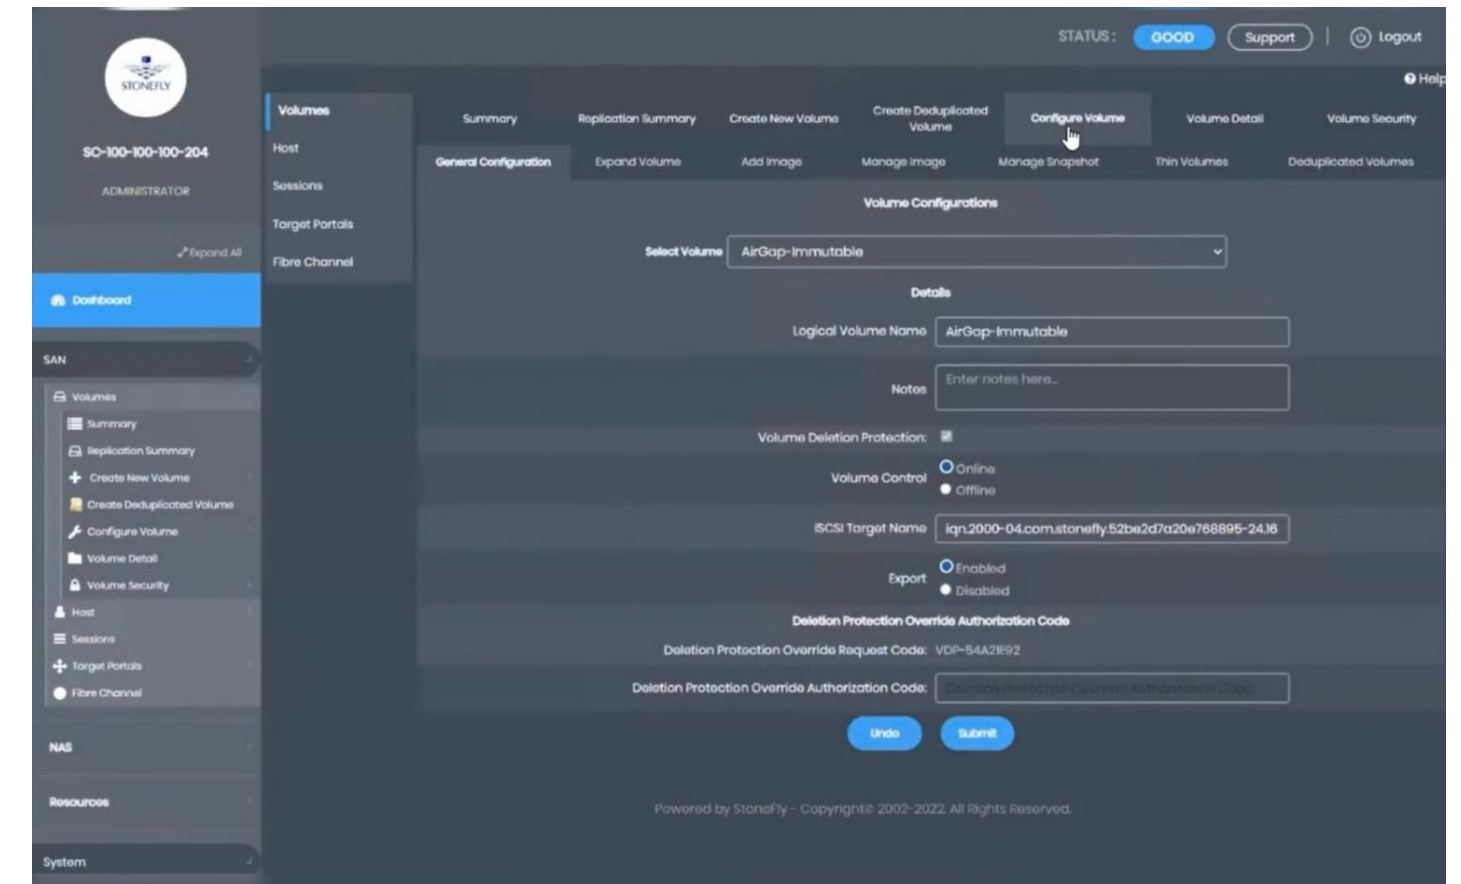 STATUS :
GOOD
Support
Logout
STONEFLY
Help
SC-100-100-100-204
ADMINISTRATOR
Expand All
Dashboard
SAN
Volumes
Summary
Replication Summary
Create New Volume
Create Deduplicated Volume
Configure Volume
Volume Detail
Volume Security
Host
Sessions
Target Portals
Fibre Channel
NAS
Resources
System
Volumes
Host
Sessions
Target Portals
Fibre Channel
Summary
Replication Summary
Create New Volume
Create Deduplicated
Volume
Configure Volume
Volume Detail
Volume Security
General Configuration
Expand Volume
Add Image
Manage Image
Manage Snapshot
Thin Volumes
Deduplicated Volumes
Volume Configurations
Select Volume AirGap-Immutable
Details
Logical Volume Name AirGap-Immutable
Notes Enter notes here...
Volume Deletion Protection:
Volume Control Online
Offline
iSCSI Target Name iqn.2000-04.com.stonefly.52be2d7a20e768895-24.16
Export Enabled
Disabled
Deletion Protection Override Authorization Code
Deletion Protection Override Request Code: VDP-54A21E92
Deletion Protection Override Authorization Code: Deletion Protection Override Authorization Code
Undo
Submit
Powered by StoneFly - Copyright© 2002-2022. All Rights Reserved.